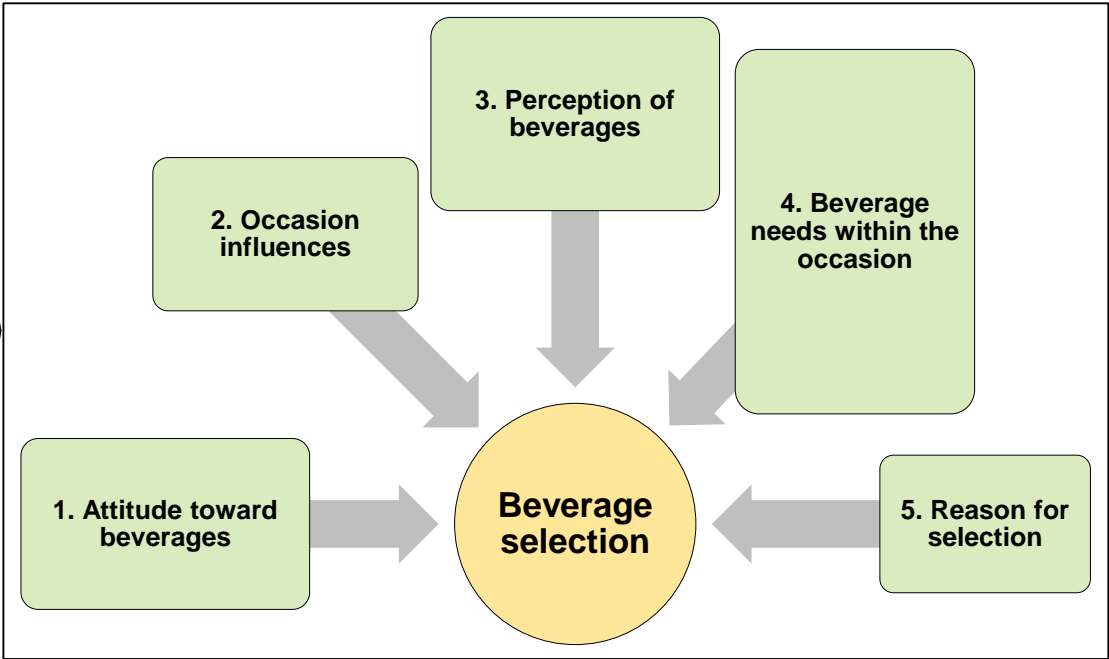 3. Perception of
beverages
2. Occasion
influences
4. Beverage
needs within the
occasion
1. Attitude toward
beverages
Beverage
selection
5. Reason for
selection